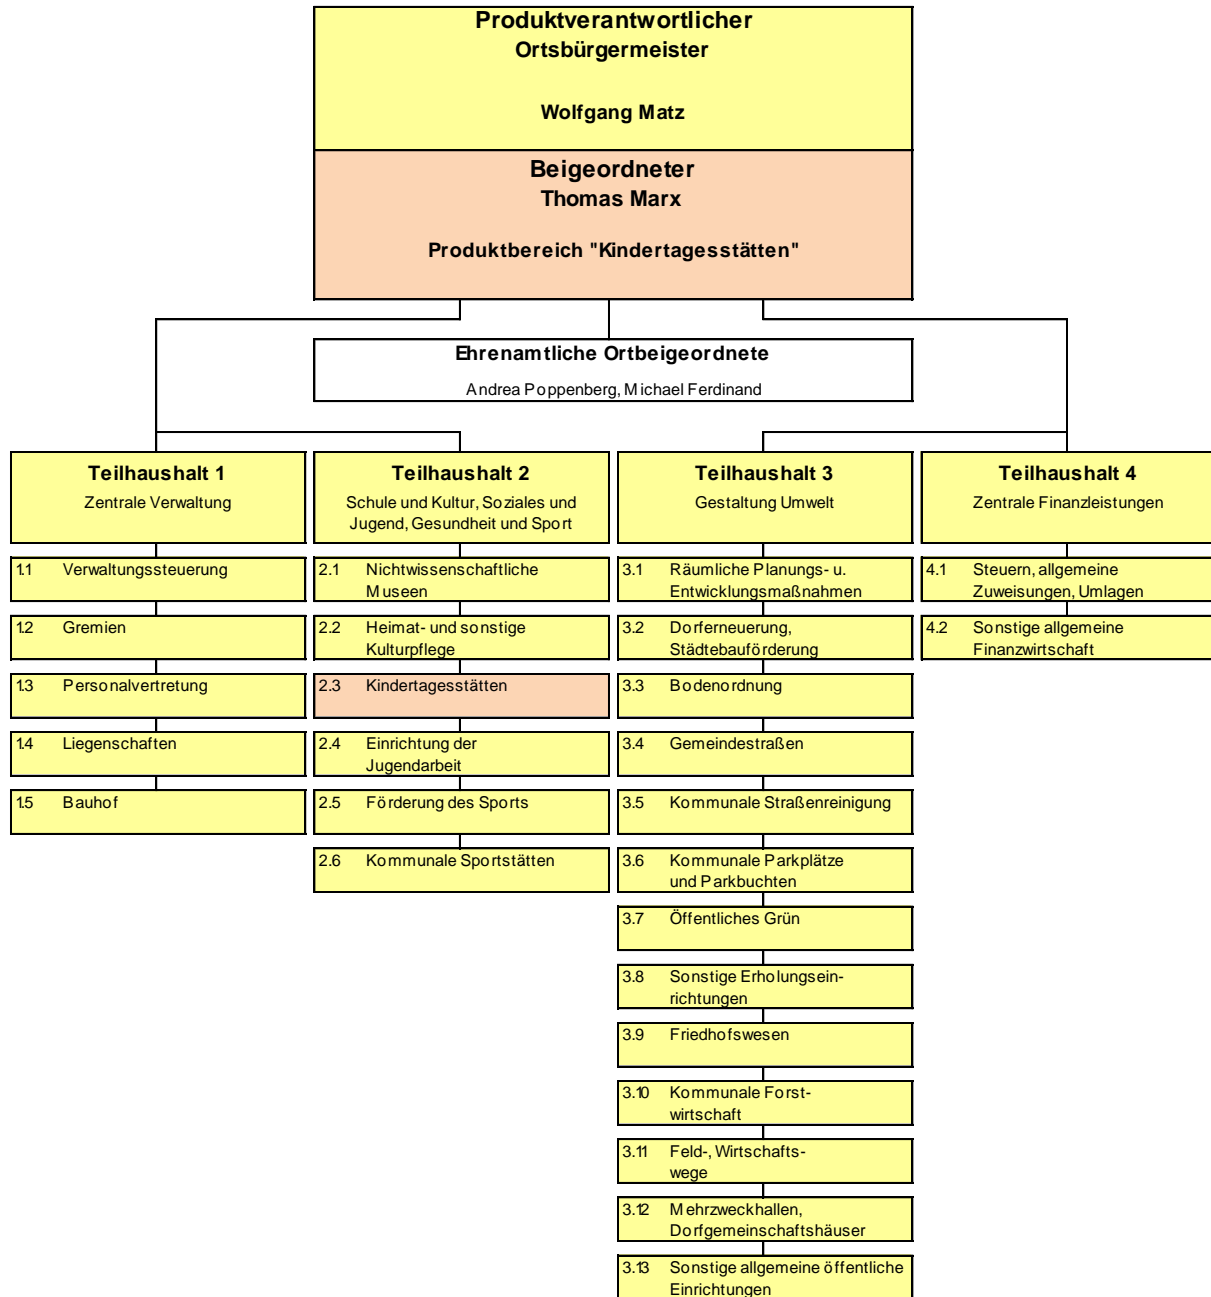 Produktverantwortlicher
Ortsbürgermeister
Wolfgang Matz
Beigeordneter
Thomas Marx
Produktbereich "Kindertagesstätten"
Ehrenamtliche Ortbeigeordnete
Andrea Poppenberg, Michael Ferdinand
Teilhaushalt 1
Zentrale Verwaltung
1.1 Verwaltungssteuerung
1.2 Gremien
1.3 Personalvertretung
1.4 Liegenschaften
1.5 Bauhof
Teilhaushalt 2
Schule und Kultur, Soziales und
Jugend, Gesundheit und Sport
2.1 Nichtwissenschaftliche
Museen
2.2 Heimat- und sonstige
Kulturpflege
2.3 Kindertagesstätten
2.4 Einrichtung der
Jugendarbeit
2.5 Förderung des Sports
2.6 Kommunale Sportstätten
Teilhaushalt 3
Gestaltung Umwelt
3.1 Räumliche Planungs- u.
Entwicklungsmaßnahmen
3.2 Dorferneuerung,
Städtebauförderung
3.3 Bodenordnung
3.4 Gemeindestraßen
3.5 Kommunale Straßenreinigung
3.6 Kommunale Parkplätze
und Parkbuchten
3.7 Öffentliches Grün
3.8 Sonstige Erholungsein-
richtungen
3.9 Friedhofswesen
3.10 Kommunale Forst-
wirtschaft
3.11 Feld-, Wirtschafts-
wege
3.12 Mehrzweckhallen,
Dorfgemeinschaftshäuser
3.13 Sonstige allgemeine öffentliche
Einrichtungen
Teilhaushalt 4
Zentrale Finanzleistungen
4.1 Steuern, allgemeine
Zuweisungen, Umlagen
4.2 Sonstige allgemeine
Finanzwirtschaft